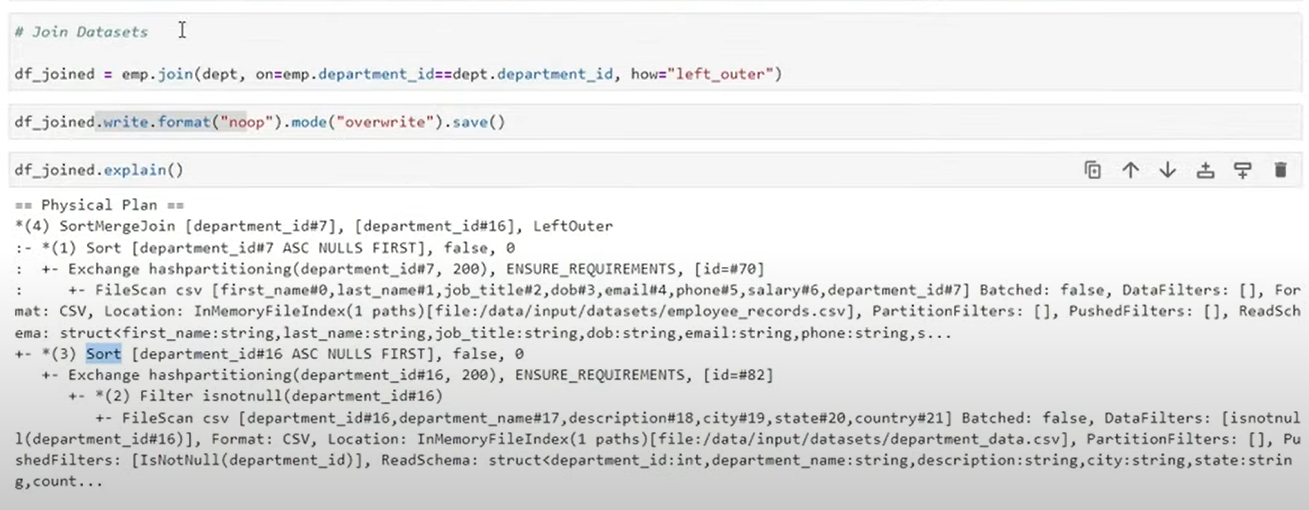 # Join Datasets
df_joined = emp.join(dept, on=emp.department_id==dept.department_id, how="left_outer")
df_joined.write.format("noop").mode("overwrite").save()
df_joined.explain()
== Physical Plan ==
*(4) SortMergeJoin [department_id#7], [department_id#16], LeftOuter
:- *(1) Sort [department_id#7 ASC NULLS FIRST], false, 0
:  +- Exchange hashpartitioning(department_id#7, 200), ENSURE_REQUIREMENTS, [id=#70]
:     +- FileScan csv [first_name#0,last_name#1,job_title#2,dob#3,email#4,phone#5,salary#6,department_id#7] Batched: false, DataFilters: [], For
mat: CSV, Location: InMemoryFileIndex(1 paths)[file:/data/input/datasets/employee_records.csv], PartitionFilters: [], PushedFilters: [], ReadSch
ema: struct<first_name:string,last_name:string,job_title:string,dob:string,email:string,phone:string,s...
+- *(3) Sort [department_id#16 ASC NULLS FIRST], false, 0
   +- Exchange hashpartitioning(department_id#16, 200), ENSURE_REQUIREMENTS, [id=#82]
      +- *(2) Filter isnotnull(department_id#16)
         +- FileScan csv [department_id#16,department_name#17,description#18,city#19,state#20,country#21] Batched: false, DataFilters: [isnotnul
l(department_id#16)], Format: CSV, Location: InMemoryFileIndex(1 paths)[file:/data/input/datasets/department_data.csv], PartitionFilters: [], Pu
shedFilters: [IsNotNull(department_id)], ReadSchema: struct<department_id:int,department_name:string,description:string,city:string,state:strin
g,count...